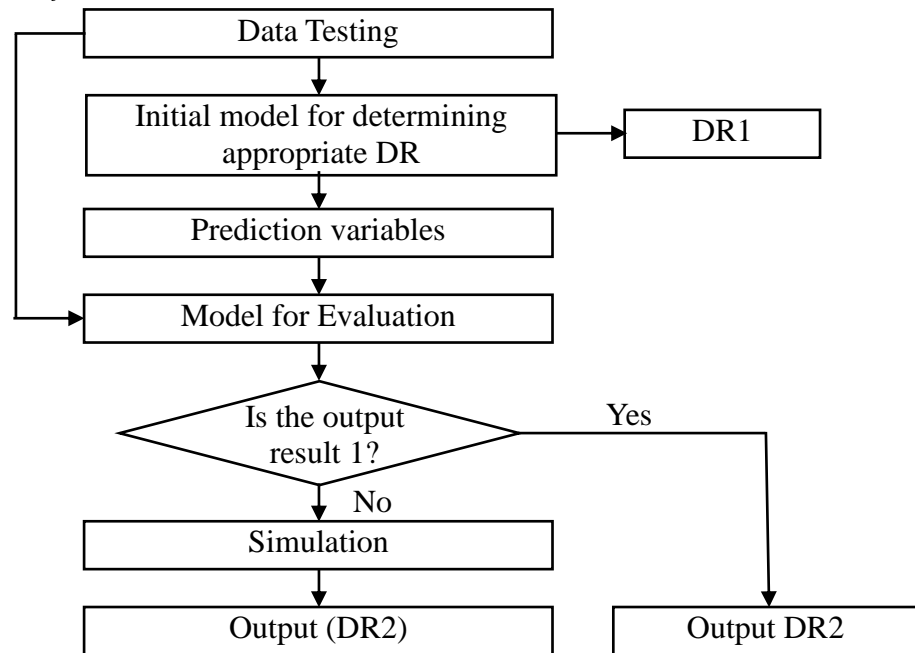 Data Testing
Initial model for determining
appropriate DR
DR1
Prediction variables
Model for Evaluation
Is the output
result 1?
Yes
No
Simulation
Output (DR2)
Output DR2